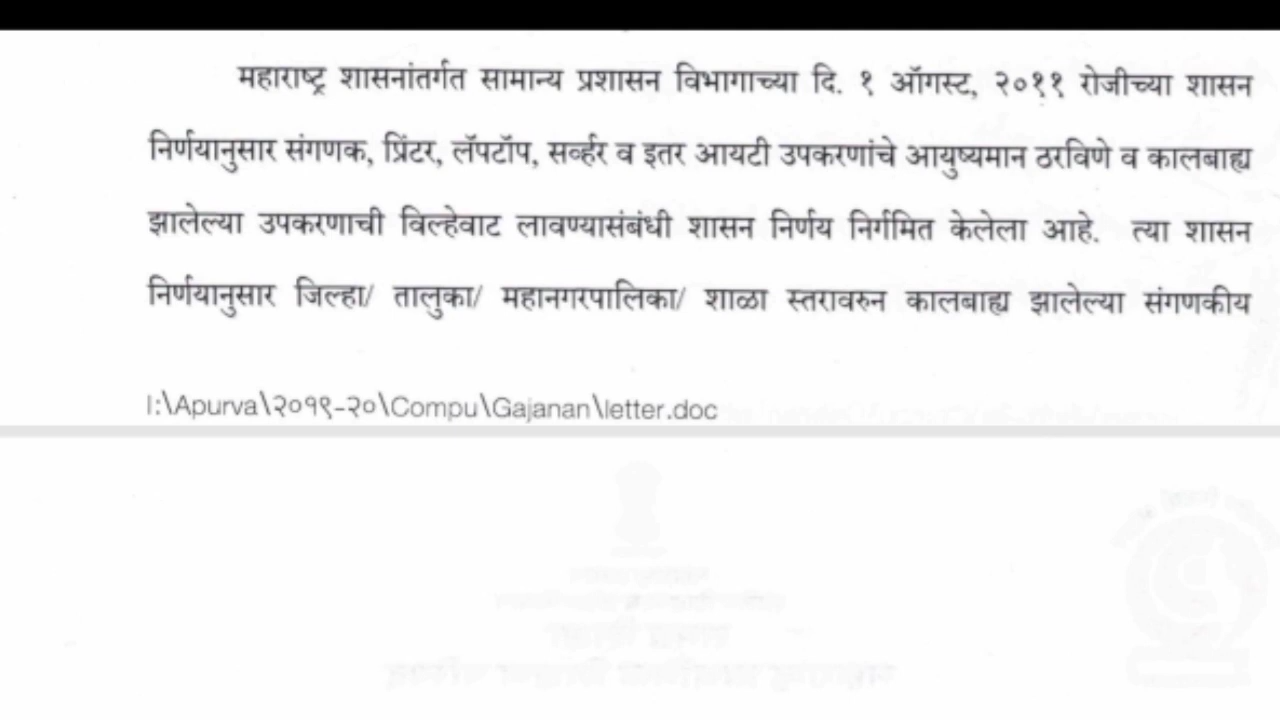 महाराष्ट्र शासनांतर्गत सामान्य प्रशासन विभागाच्या दि. १ ऑगस्ट, २०११ रोजीच्या शासन
निर्णयानुसार संगणक, प्रिंटर, लॅपटॉप, सर्व्हर व इतर आयटी उपकरणांचे आयुष्यमान ठरविणे व कालबाह्य
झालेल्या उपकरणाची विल्हेवाट लावण्यासंबंधी शासन निर्णय निर्गमित केलेला आहे. त्या शासन
निर्णयानुसार जिल्हा/ तालुका/ महानगरपालिका/ शाळा स्तरावरुन कालबाह्य झालेल्या संगणकीय
I:\Apurva\२०१९-२०\Compu\Gajanan\letter.doc